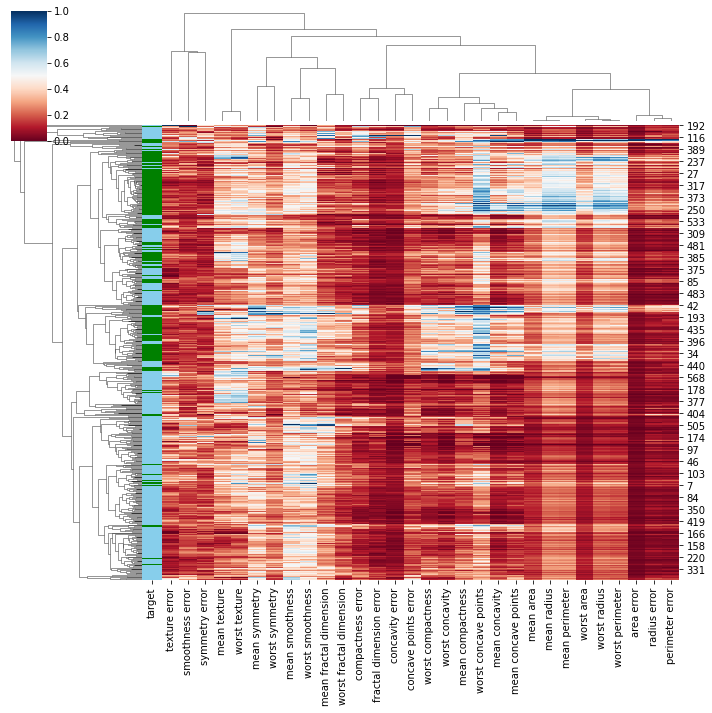 1.0
0.8
0.6
0.4
0.2
0.0
192
116
389
237
27
317
373
250
533
309
481
385
375
85
483
42
193
435
396
34
440
568
178
377
404
505
174
97
46
103
7
84
350
419
166
158
220
331
target
texture error
smoothness error
symmetry error
mean texture
worst texture
mean symmetry
worst symmetry
mean smoothness
worst smoothness
mean fractal dimension
worst fractal dimension
compactness error
fractal dimension error
concavity error
concave points error
worst compactness
worst concavity
mean compactness
worst concave points
mean concavity
mean concave points
mean area
mean radius
mean perimeter
worst area
worst radius
worst perimeter
area error
radius error
perimeter error